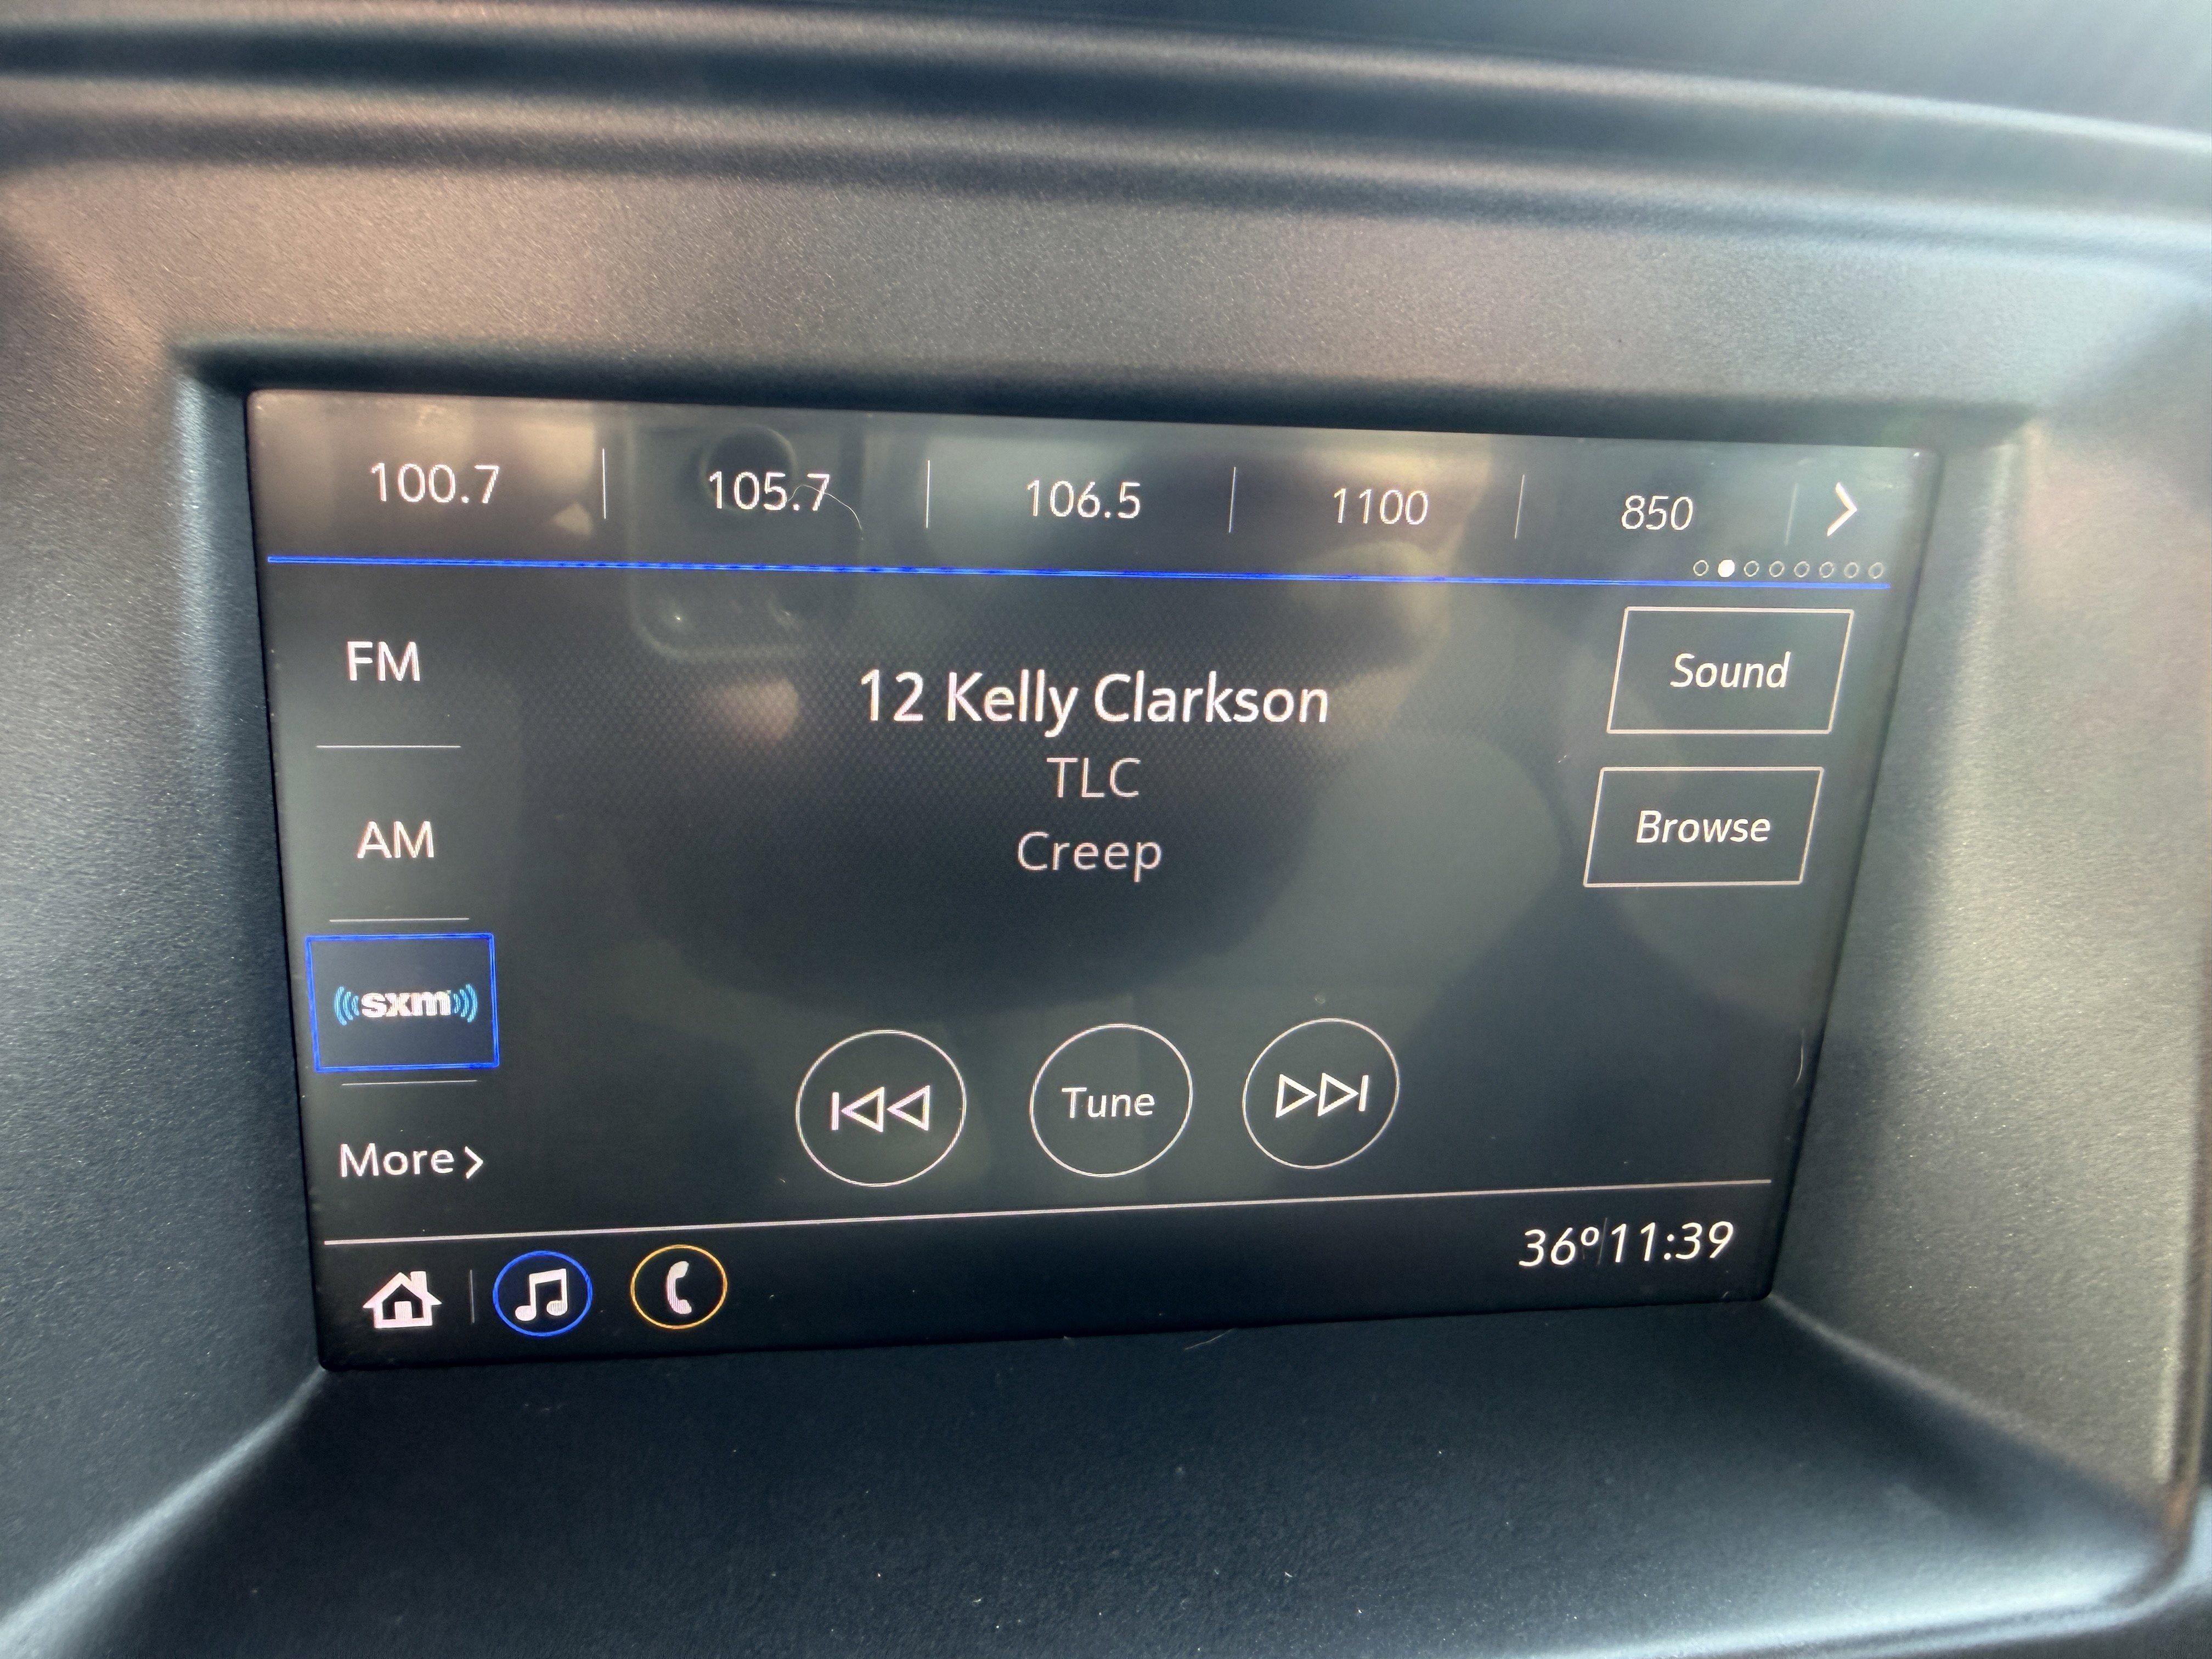 100.7 105.7 106.5 1100 850
FM
12 Kelly Clarkson
TLC
Creep
Sound
AM
Browse
sxm
Tune
More
36° 11:39